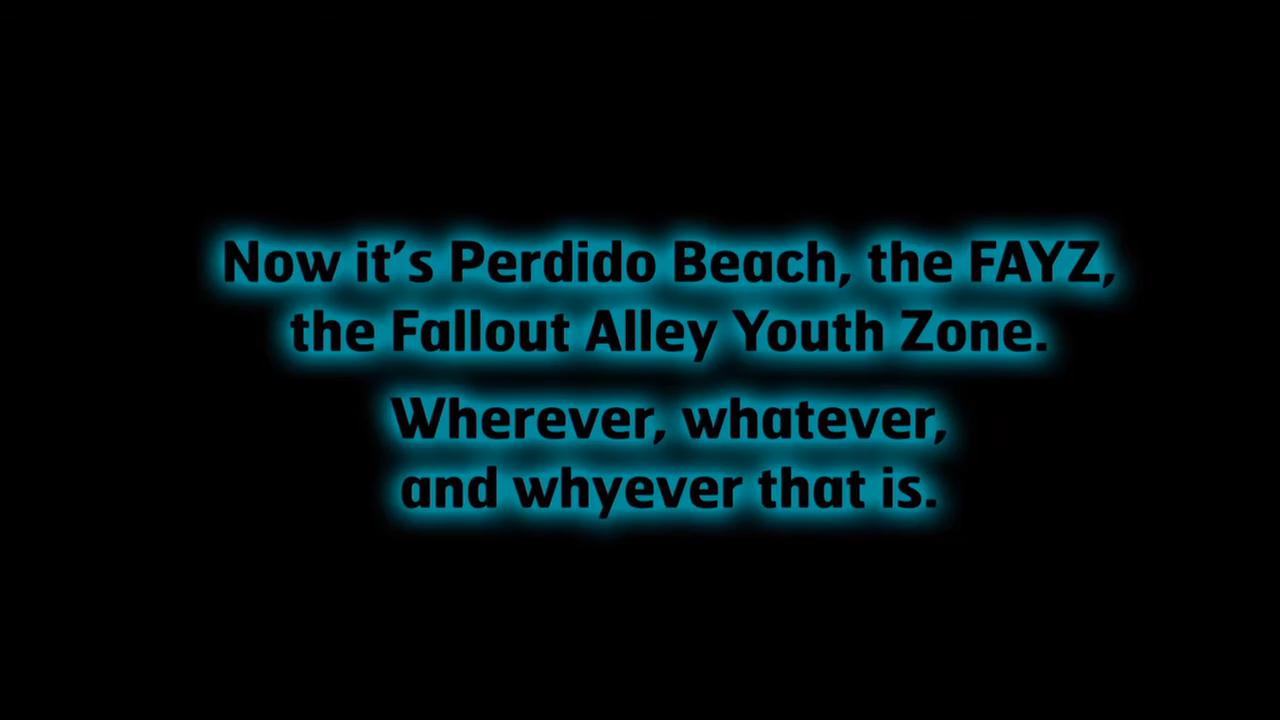 Now it’s Perdido Beach, the FAYZ,
the Fallout Alley Youth Zone.
Wherever, whatever,
and whyever that is.